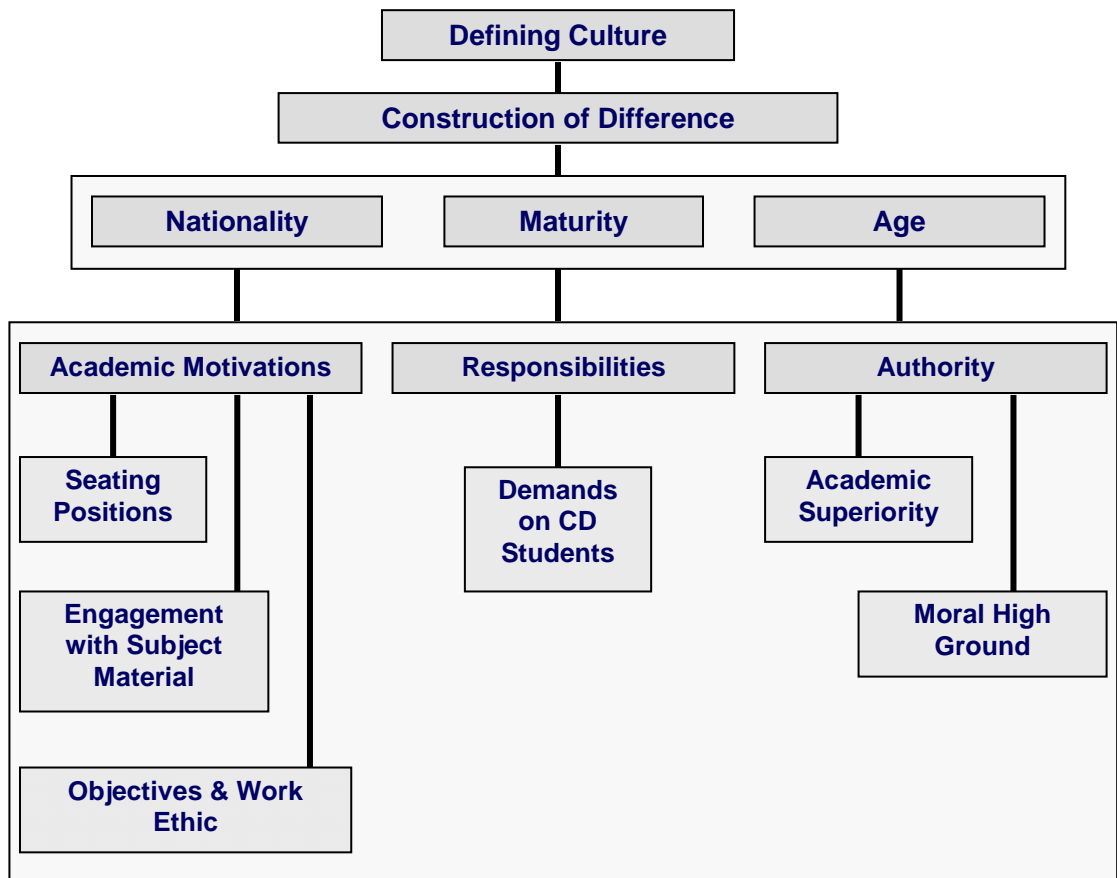 Defining Culture
Construction of Difference
Nationality
Maturity
Age
Academic Motivations
Responsibilities
Authority
Seating
Positions
Demands
on CD
Students
Academic
Superiority
Engagement
with Subject
Material
Moral High
Ground
Objectives & Work
Ethic